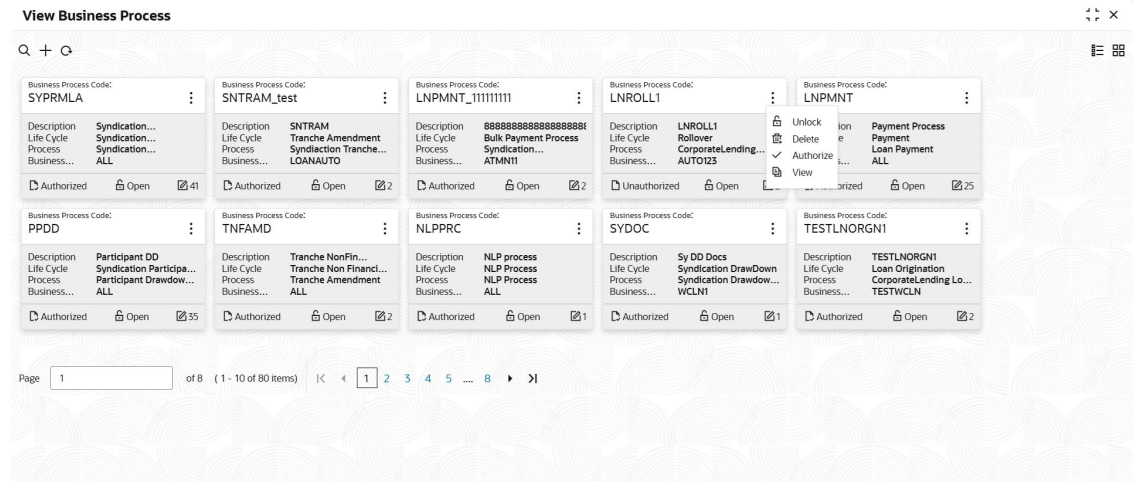 View Business Process
Business Process Code:
SYPRMLA
Description Syndication...
Life Cycle Syndication...
Process Syndication...
Business... ALL
Authorized Open 41
Business Process Code:
SNTRAM_test
Description SNTRAM
Life Cycle Tranche Amendment
Process Syndiaction Tranche...
Business... LOANAUTO
Authorized Open 2
Business Process Code:
LNPMNT_111111111
Description 88888888888888888888
Life Cycle Bulk Payment Process
Process Syndication...
Business... ATMN11
Authorized Open 2
Business Process Code:
LNROLL1
Description LNROLL1
Life Cycle Rollover
Process CorporateLending...
Business... AUTO123
Unauthorized Open
Unlock
Delete
Authorize
View
Business Process Code:
LNPMNT
Payment Process
Payment
Loan Payment
ALL
Open 25
Business Process Code:
PPDD
Description Participant DD
Life Cycle Syndication Participa...
Process Participant Drawdow...
Business... ALL
Authorized Open 35
Business Process Code:
TNFAMD
Description Tranche NonFin...
Life Cycle Tranche Non Financi...
Process Tranche Amendment
Business... ALL
Authorized Open 2
Business Process Code:
NLPPRC
Description NLP process
Life Cycle NLP Process
Process NLP Process
Business... ALL
Authorized Open 1
Business Process Code:
SYDOC
Description Sy DD Docs
Life Cycle Syndication DrawDown
Process Syndication Drawdow...
Business... WCLN1
Authorized Open 1
Business Process Code:
TESTLNORGN1
Description TESTLNORGN1
Life Cycle Loan Origination
Process CorporateLending Lo...
Business... TESTWCLN
Authorized Open 2
Page 1 of 8 ( 1 - 10 of 80 items) 1 2 3 4 5 .... 8